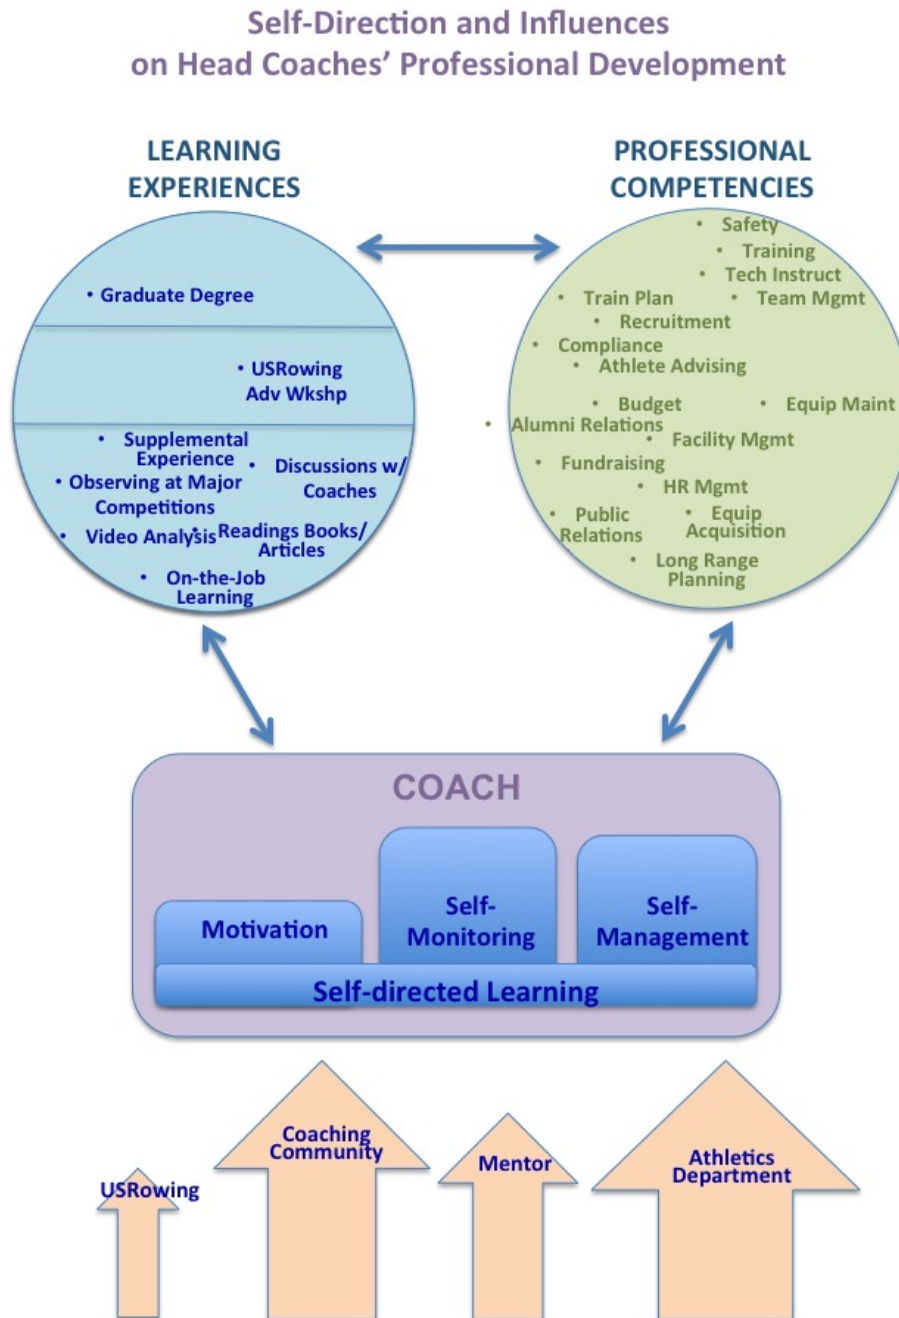 Self-Direction and Influences
on Head Coaches' Professional Development
LEARNING
EXPERIENCES
• Graduate Degree
• USRowing
Adv Wkshp
• Supplemental
Experience
• Discussions w/
Coaches
• Observing at Major
Competitions
• Video Analysis
• Readings Books/
Articles
• On-the-Job
Learning
PROFESSIONAL
COMPETENCIES
• Safety
• Training
• Tech Instruct
• Train Plan
• Team Mgmt
• Recruitment
• Compliance
• Athlete Advising
• Budget
• Equip Maint
• Alumni Relations
• Facility Mgmt
• Fundraising
• HR Mgmt
• Public
Relations
• Equip
Acquisition
• Long Range
Planning
COACH
Motivation
Self-
Monitoring
Self-
Management
Self-directed Learning
USRowing
Coaching
Community
Mentor
Athletics
Department